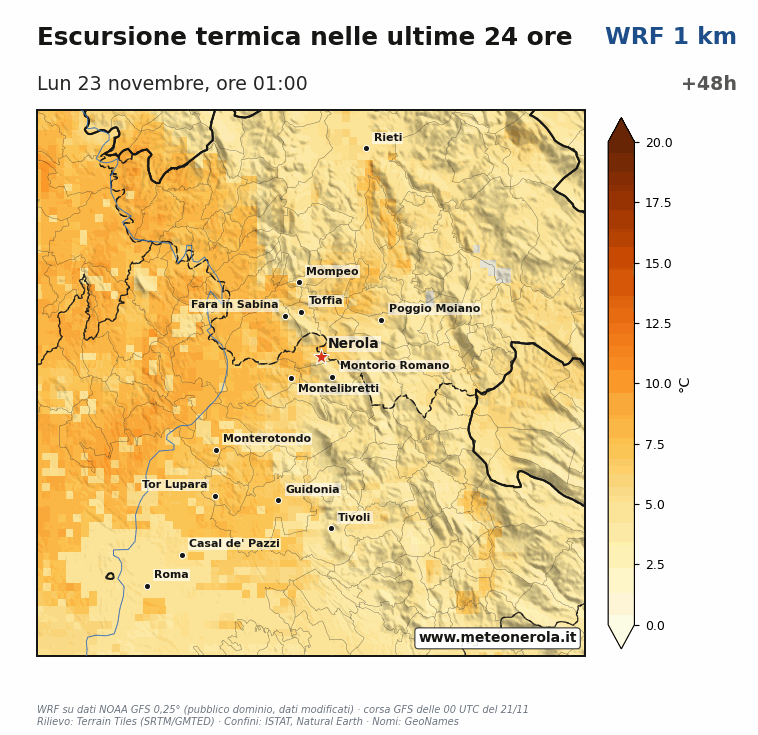 Escursione termica nelle ultime 24 ore WRF 1 km
Lun 23 novembre, ore 01:00 +48h
Rieti
Mompeo
Fara in Sabina
Toffia
Poggio Moiano
Nerola
Montorio Romano
Montelibretti
Monterotondo
Tor Lupara
Guidonia
Tivoli
Casal de' Pazzi
Roma
www.meteonerola.it
20.0
17.5
15.0
12.5
10.0
7.5
5.0
2.5
0.0
°C
WRF su dati NOAA GFS 0,25° (pubblico dominio, dati modificati) · corsa GFS delle 00 UTC del 21/11
Rilievo: Terrain Tiles (SRTM/GMTED) · Confini: ISTAT, Natural Earth · Nomi: GeoNames